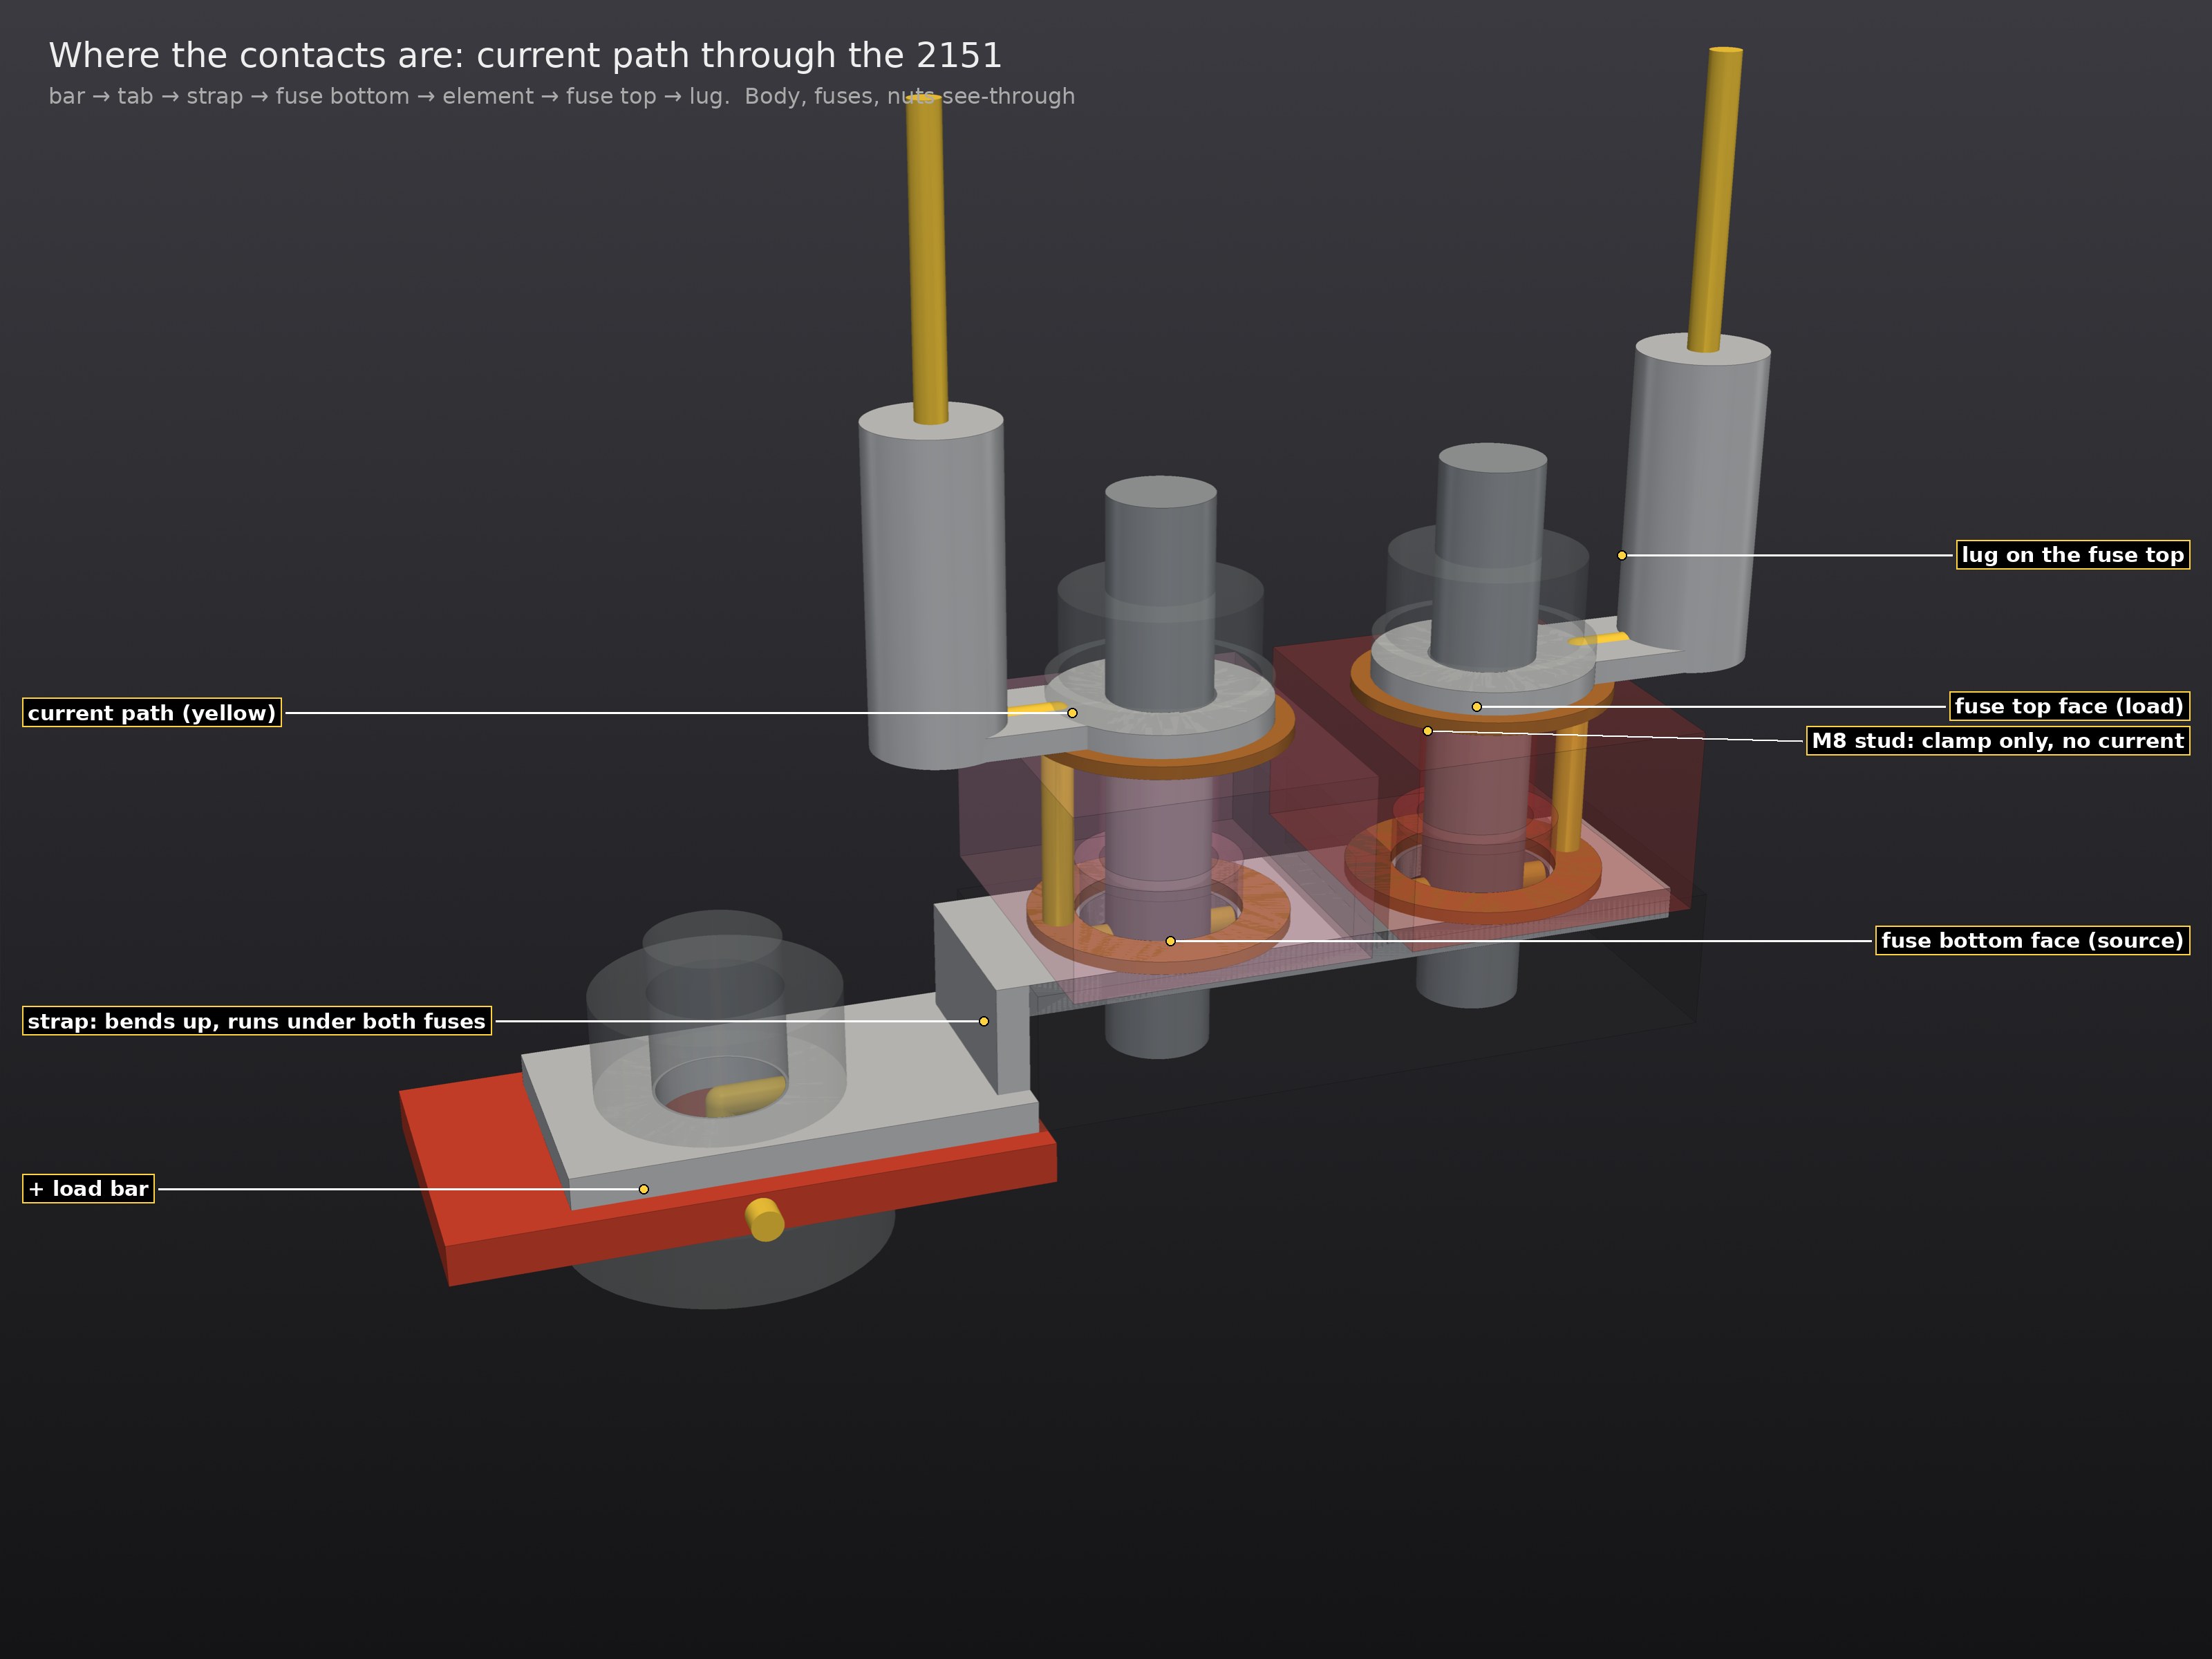 Where the contacts are: current path through the 2151
bar → tab → strap → fuse bottom → element → fuse top → lug.  Body, fuses, nuts see-through
lug on the fuse top
current path (yellow)
fuse top face (load)
M8 stud: clamp only, no current
fuse bottom face (source)
strap: bends up, runs under both fuses
+ load bar